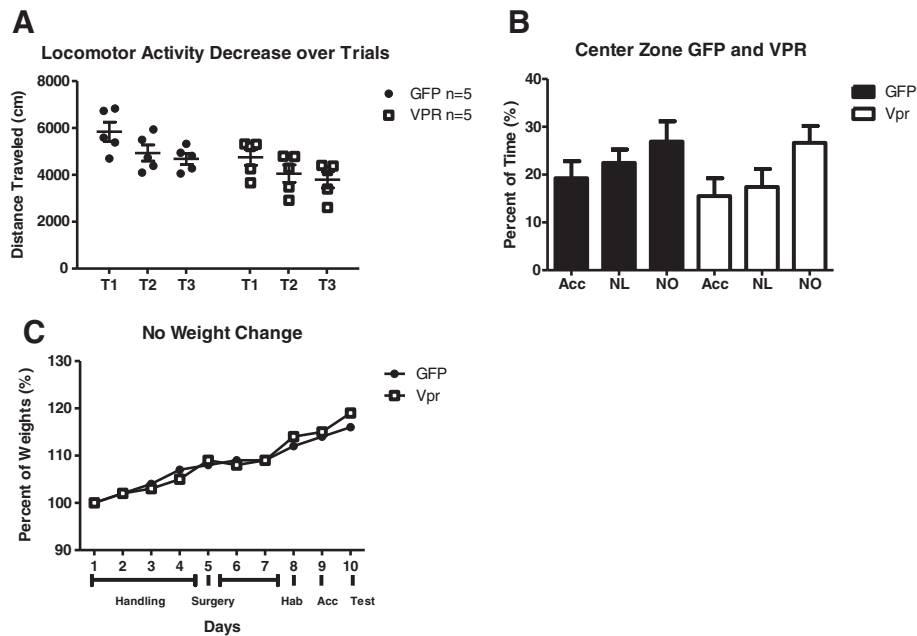 A
Locomotor Activity Decrease over Trials
8000
6000
4000
2000
0
Distance Traveled (cm)
T1 T2 T3 T1 T2 T3
GFP n=5
VPR n=5
B
Center Zone GFP and VPR
40
30
20
10
0
Percent of Time (%)
Acc NL NO Acc NL NO
GFP
Vpr
C
No Weight Change
130
120
110
100
90
Percent of Weights (%)
1 2 3 4 5 6 7 8 9 10
Handling Surgery Hab Acc Test
Days
GFP
Vpr